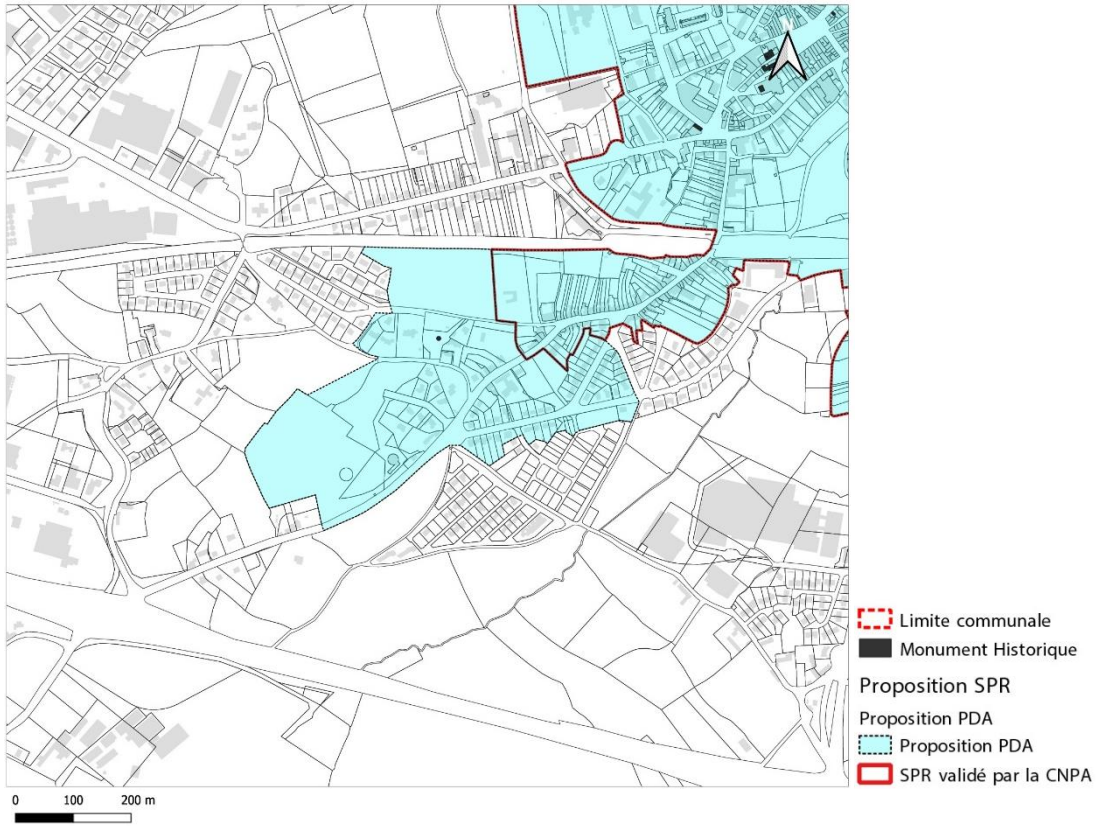 N
Limite communale
Monument Historique
Proposition SPR
Proposition PDA
Proposition PDA
SPR validé par la CNPA
0 100 200 m